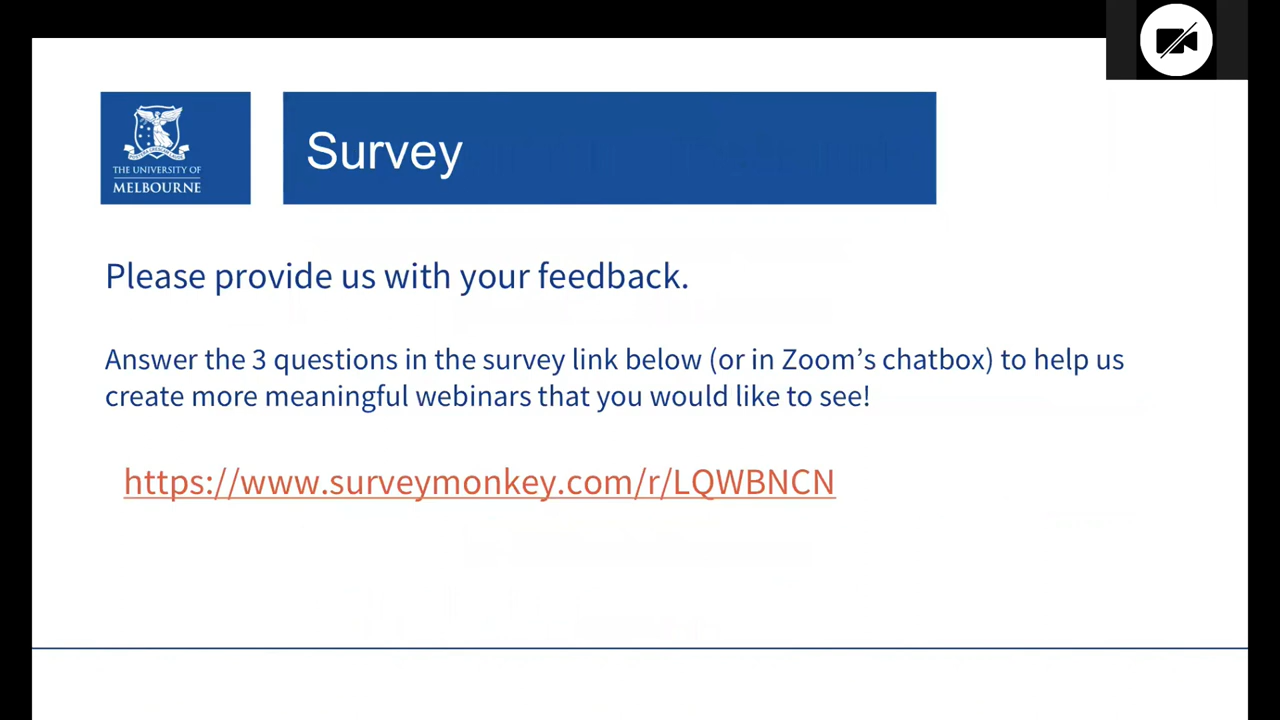 THE UNIVERSITY OF
MELBOURNE
Survey
Please provide us with your feedback.
Answer the 3 questions in the survey link below (or in Zoom’s chatbox) to help us
create more meaningful webinars that you would like to see!
https://www.surveymonkey.com/r/LQWBNCN